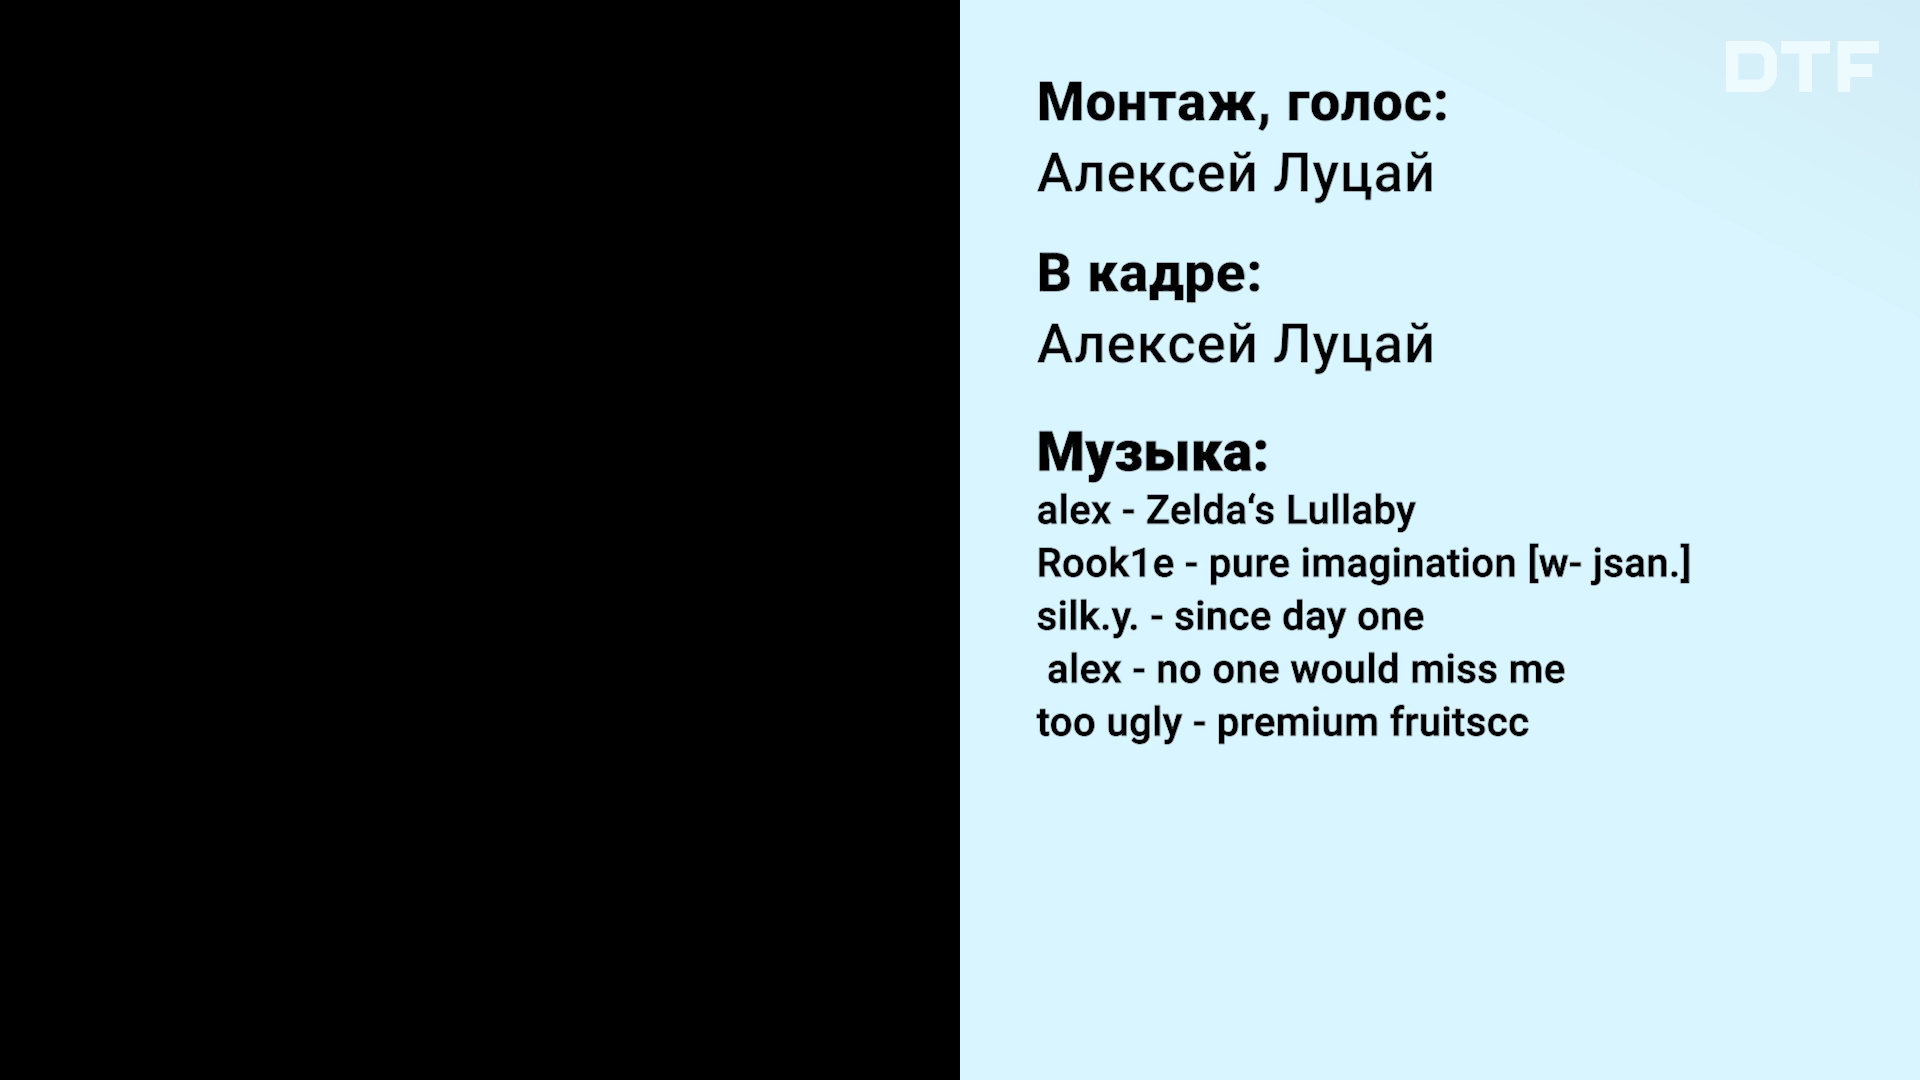 DTF
Монтаж, голос:
Алексей Луцай
В кадре:
Алексей Луцай
Музыка:
alex - Zelda‘s Lullaby
Rook1e - pure imagination [w- jsan.]
silk.y. - since day one
alex - no one would miss me
too ugly - premium fruitscc